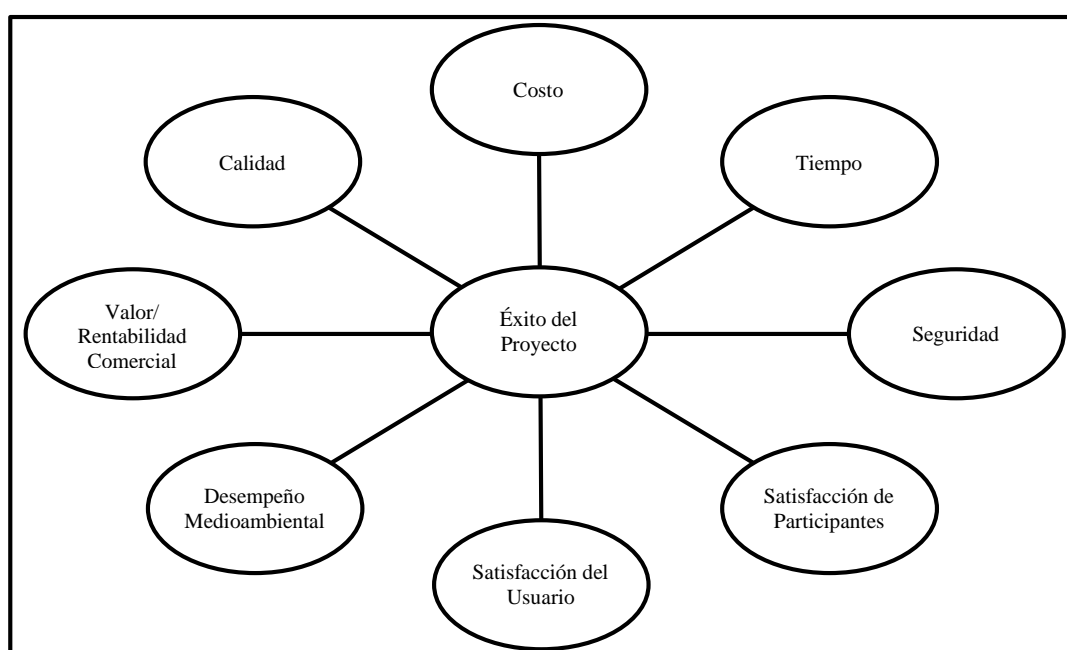 Costo
Calidad
Tiempo
Valor/
Rentabilidad
Comercial
Éxito del
Proyecto
Seguridad
Desempeño
Medioambiental
Satisfacción de
Participantes
Satisfacción del
Usuario